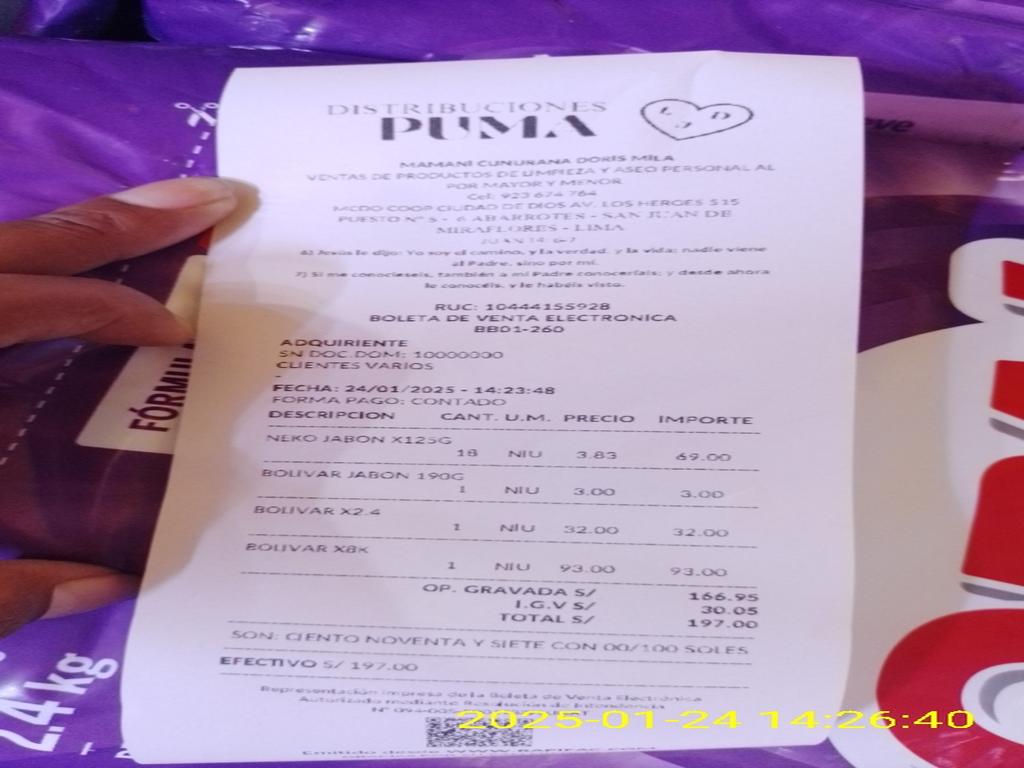 DISTRIBUCIONES
PUMA
L D
J
MAMANI CUNURANA DORIS MILA
VENTAS DE PRODUCTOS DE LIMPIEZA Y ASEO PERSONAL AL
POR MAYOR Y MENOR
Cel: 923 674 764
MCDO COOP CIUDAD DE DIOS AV. LOS HEROES 515
PUESTO N° 5 - 6 ABARROTES - SAN JUAN DE
MIRAFLORES - LIMA
JUAN 14: 6-7
6) Jesús le dijo: Yo soy el camino, y la verdad, y la vida; nadie viene
al Padre, sino por mí.
7) Si me conocieseis, también a mi Padre conoceríais; y desde ahora
le conocéis, y le habéis visto.
RUC: 10444155928
BOLETA DE VENTA ELECTRONICA
BB01-260
ADQUIRIENTE
SN DOC.DOM: 10000000
CLIENTES VARIOS
-
FECHA: 24/01/2025 - 14:23:48
FORMA PAGO: CONTADO
DESCRIPCION CANT. U.M. PRECIO IMPORTE
NEKO JABON X125G
18 NIU 3.83 69.00
BOLIVAR JABON 190G
1 NIU 3.00 3.00
BOLIVAR X2.4
1 NIU 32.00 32.00
BOLIVAR X8K
1 NIU 93.00 93.00
OP. GRAVADA S/ 166.95
I.G.V S/ 30.05
TOTAL S/ 197.00
SON: CIENTO NOVENTA Y SIETE CON 00/100 SOLES
EFECTIVO S/ 197.00
Representación impresa de la Boleta de Venta Electrónica
Autorizado mediante Resolución de Intendencia
N° 094-005-
Emitido desde WWW.RAPIFAC.COM
2025-01-24 14:26:40
FÓRMUL
2.4 kg